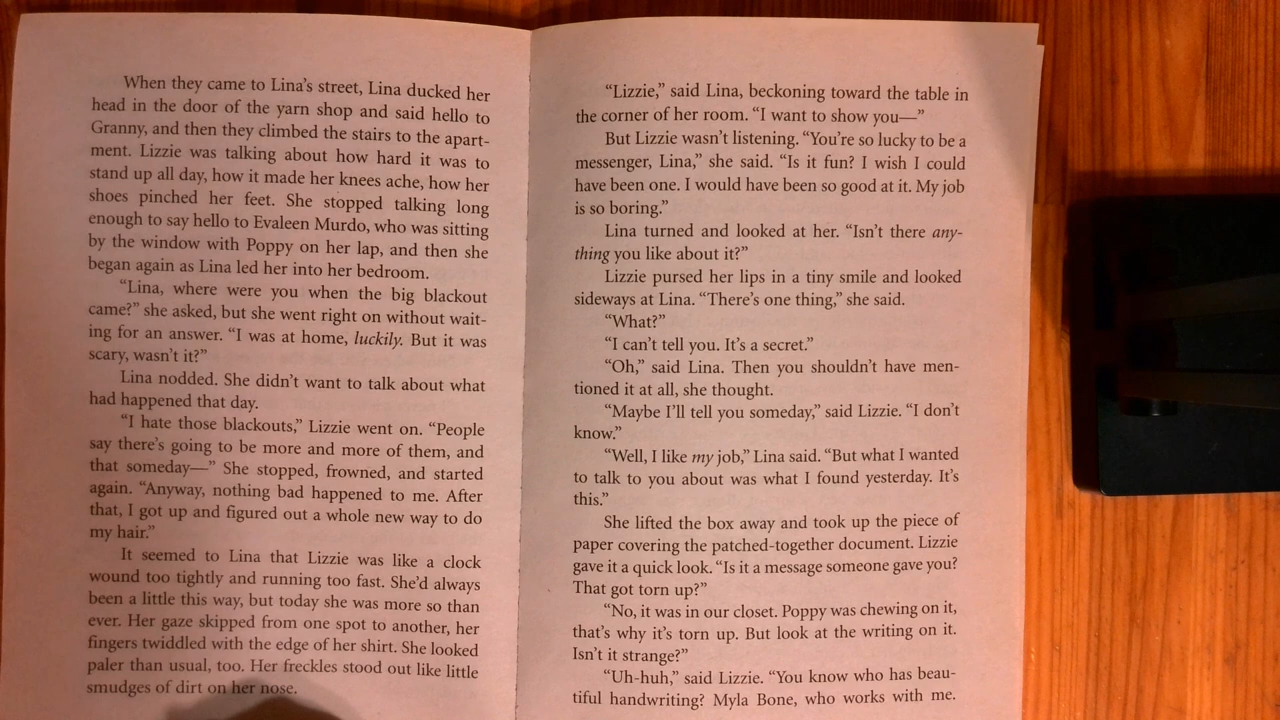 When they came to Lina's street, Lina ducked her
head in the door of the yarn shop and said hello to
Granny, and then they climbed the stairs to the apart-
ment. Lizzie was talking about how hard it was to
stand up all day, how it made her knees ache, how her
shoes pinched her feet. She stopped talking long
enough to say hello to Evaleen Murdo, who was sitting
by the window with Poppy on her lap, and then she
began again as Lina led her into her bedroom.
“Lina, where were you when the big blackout
came?” she asked, but she went right on without wait-
ing for an answer. “I was at home, luckily. But it was
scary, wasn't it?”
Lina nodded. She didn't want to talk about what
had happened that day.
“I hate those blackouts,” Lizzie went on. “People
say there's going to be more and more of them, and
that someday—” She stopped, frowned, and started
again. “Anyway, nothing bad happened to me. After
that, I got up and figured out a whole new way to do
my hair.”
It seemed to Lina that Lizzie was like a clock
wound too tightly and running too fast. She'd always
been a little this way, but today she was more so than
ever. Her gaze skipped from one spot to another, her
fingers twiddled with the edge of her shirt. She looked
paler than usual, too. Her freckles stood out like little
smudges of dirt on her nose.
“Lizzie,” said Lina, beckoning toward the table in
the corner of her room. “I want to show you—”
But Lizzie wasn't listening. “You're so lucky to be a
messenger, Lina,” she said. “Is it fun? I wish I could
have been one. I would have been so good at it. My job
is so boring.”
Lina turned and looked at her. “Isn't there any-
thing you like about it?”
Lizzie pursed her lips in a tiny smile and looked
sideways at Lina. “There's one thing,” she said.
“What?”
“I can't tell you. It's a secret.”
“Oh,” said Lina. Then you shouldn't have men-
tioned it at all, she thought.
“Maybe I'll tell you someday,” said Lizzie. “I don't
know.”
“Well, I like my job,” Lina said. “But what I wanted
to talk to you about was what I found yesterday. It's
this.”
She lifted the box away and took up the piece of
paper covering the patched-together document. Lizzie
gave it a quick look. “Is it a message someone gave you?
That got torn up?”
“No, it was in our closet. Poppy was chewing on it,
that's why it's torn up. But look at the writing on it.
Isn't it strange?”
“Uh-huh,” said Lizzie. “You know who has beau-
tiful handwriting? Myla Bone, who works with me.